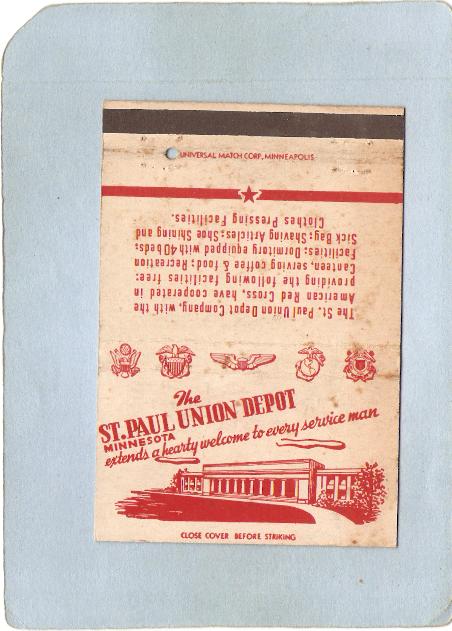 UNIVERSAL MATCH CORP., MINNEAPOLIS
The St. Paul Union Depot Company, with the
American Red Cross, have cooperated in
providing the following facilities free:
Canteen, serving coffee & food; Recreation
Facilities; Dormitory equipped with 40 beds;
Sick Bay; Shaving Articles; Shoe Shining and
Clothes Pressing Facilities.
The
ST. PAUL UNION DEPOT
MINNESOTA
extends a hearty welcome to every service man
CLOSE COVER BEFORE STRIKING